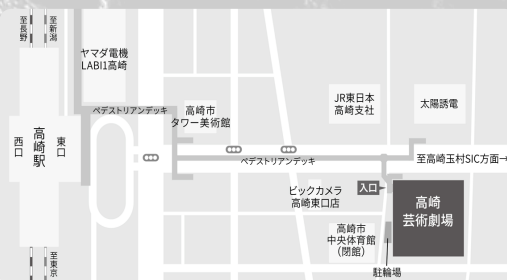 至長野
至新潟
ヤマダ電機
LABI1高崎
ペデストリアンデッキ
高崎市
タワー美術館
JR東日本
高崎支社
太陽誘電
西口
高崎駅
東口
ペデストリアンデッキ
至高崎玉村SIC方面→
ビックカメラ
高崎東口店
入口
高崎
芸術劇場
高崎市
中央体育館
（閉館）
駐輪場
至東京